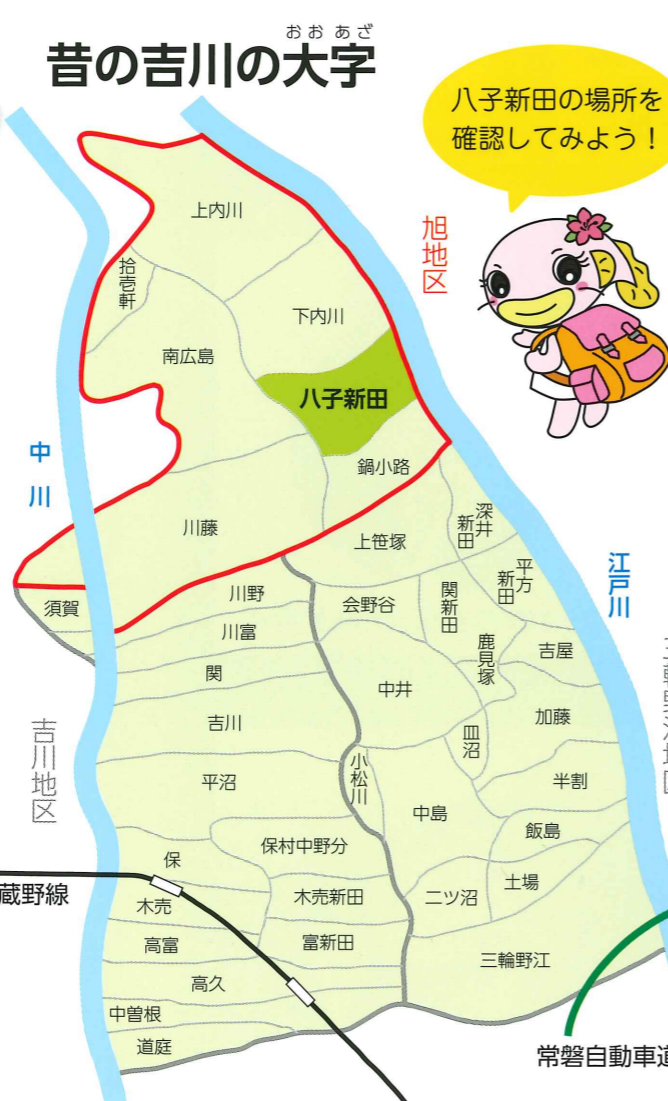 おおあざ
昔の吉川の大字
八子新田の場所を
確認してみよう！
旭地区
上内川
拾壱軒
下内川
南広島
八子新田
鍋小路
中川
川藤
上笹塚
深井新田
平方新田
江戸川
須賀
川野
会野谷
関新田
川富
鹿見塚
吉屋
関
中井
吉川
加藤
皿沼
吉川地区
平沼
小松川
半割
中島
飯島
保村中野分
保
土場
蔵野線
木売
木売新田
二ツ沼
高富
富新田
三輪野江
高久
中曽根
道庭
常磐自動車道